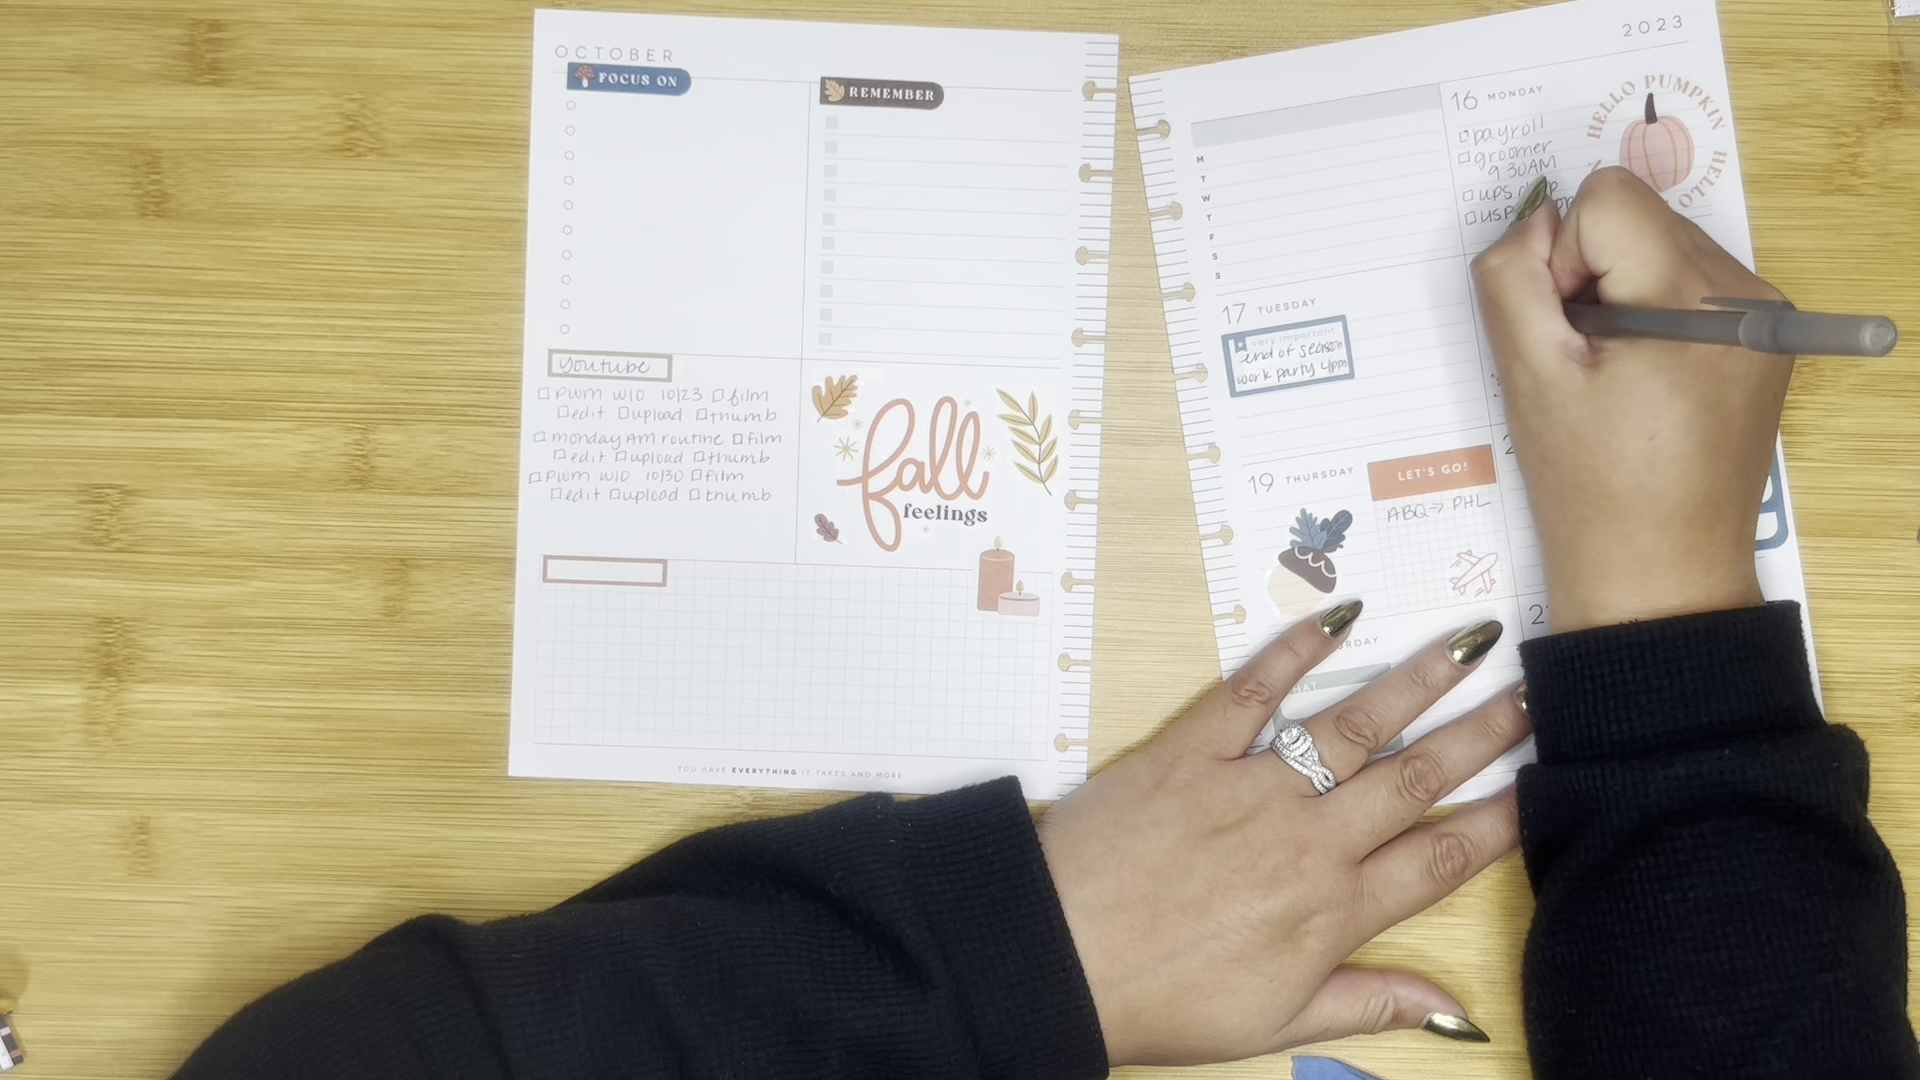 OCTOBER
FOCUS ON
REMEMBER
Youtube
PWM W/O 10/23 film
edit upload thumb
monday AM routine film
edit upload thumb
PWM W/O 10/30 film
edit upload thumb
fall
feelings
YOU HAVE EVERYTHING IT TAKES AND MORE
2023
M
T
W
T
F
S
S
16 MONDAY
payroll
groomer
9:30AM
UPS
HELLO PUMPKIN HELLO
17 TUESDAY
very important
end of season
work party 4pm
19 THURSDAY
LET'S GO!
ABQ → PHL